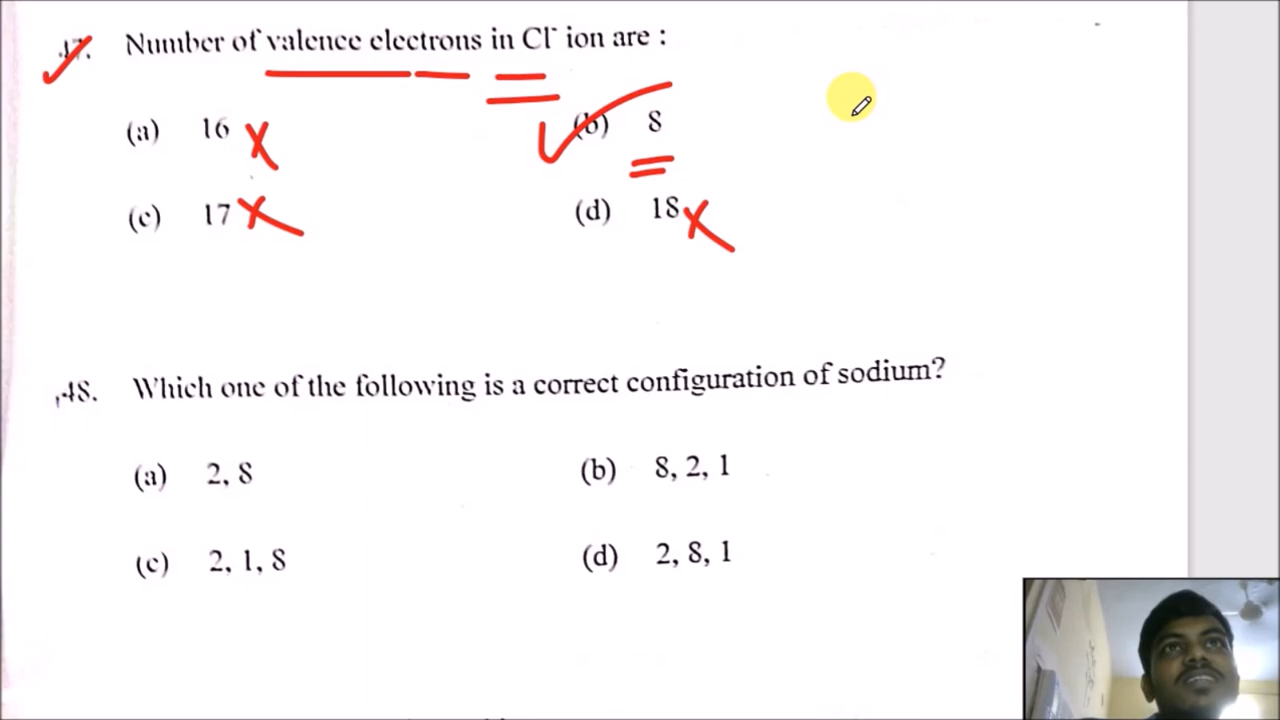 47. Number of valence electrons in Cl⁻ ion are :
(a) 16 (b) 8
(c) 17 (d) 18
48. Which one of the following is a correct configuration of sodium?
(a) 2, 8 (b) 8, 2, 1
(c) 2, 1, 8 (d) 2, 8, 1